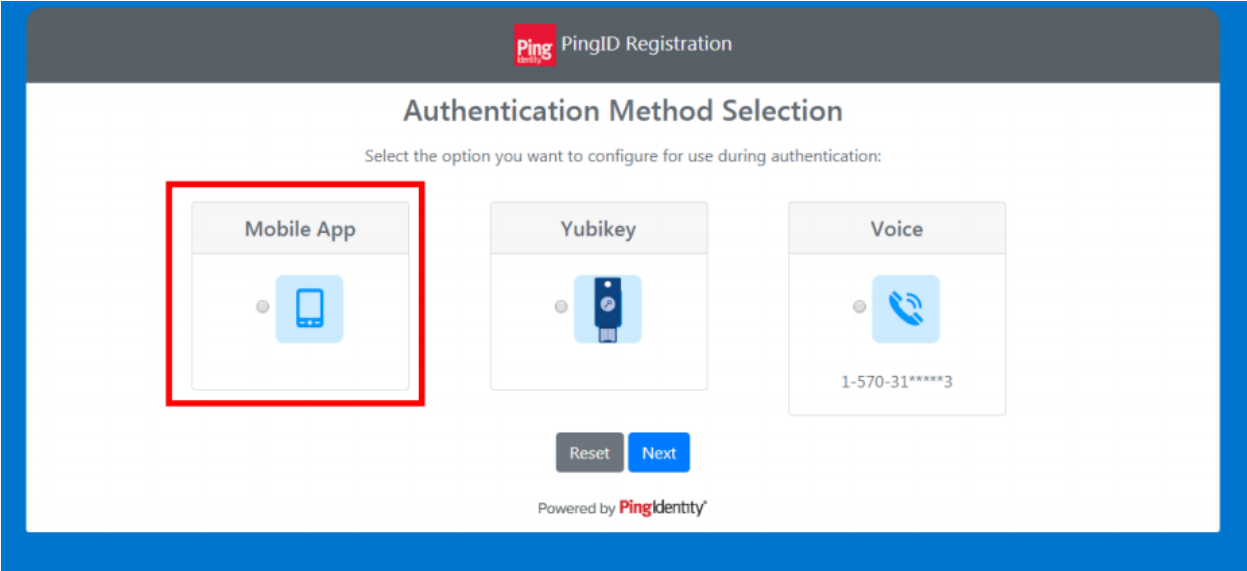 Ping
Identity
PingID Registration
Authentication Method Selection
Select the option you want to configure for use during authentication:
Mobile App
Yubikey
Voice
1-570-31*****3
Reset
Next
Powered by PingIdentity